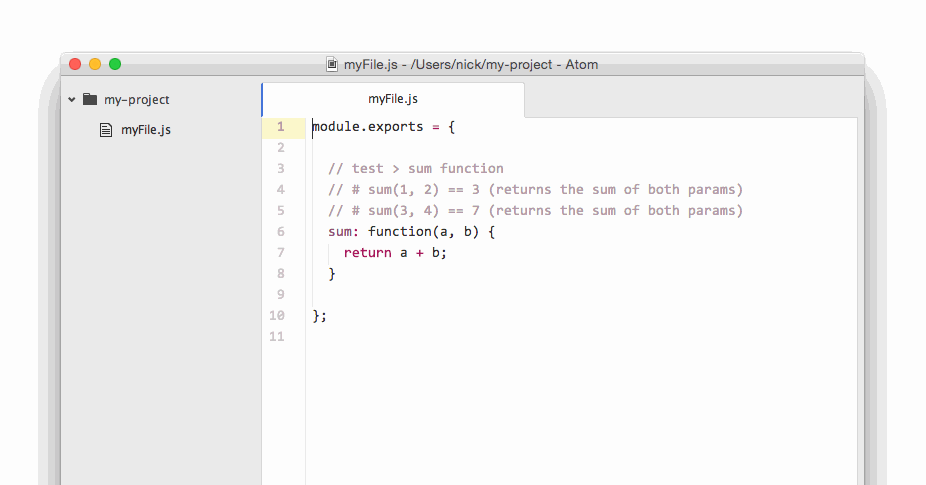 myFile.js - /Users/nick/my-project - Atom
my-project
myFile.js
myFile.js
1 module.exports = {
2
3 // test > sum function
4 // # sum(1, 2) == 3 (returns the sum of both params)
5 // # sum(3, 4) == 7 (returns the sum of both params)
6 sum: function(a, b) {
7 return a + b;
8 }
9
10 };
11